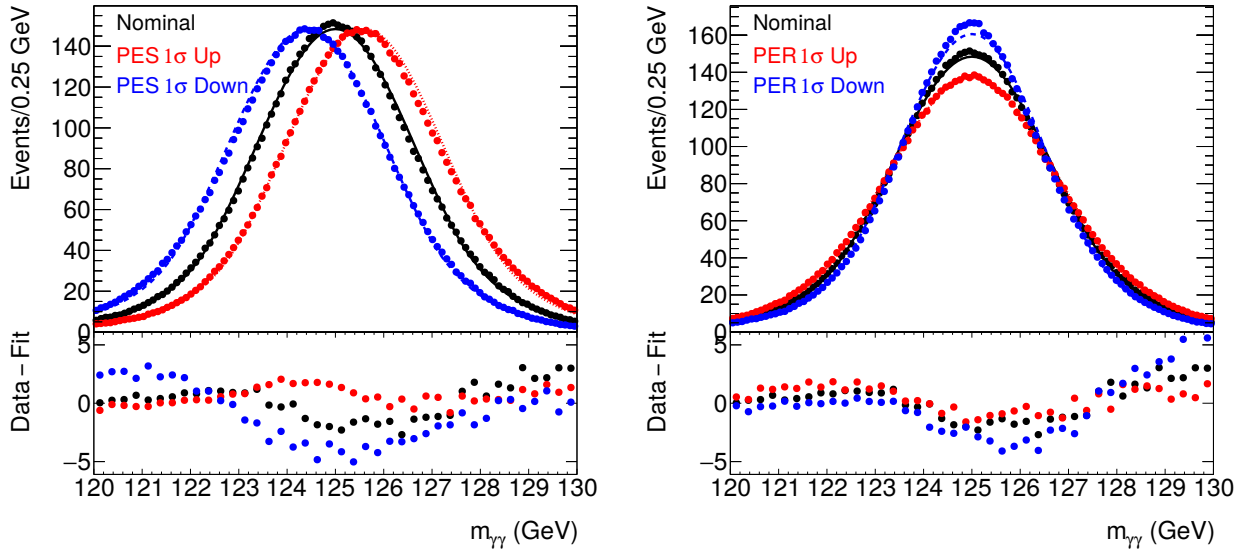 Events/0.25 GeV
Nominal
PES 1σ Up
PES 1σ Down
140
120
100
80
60
40
20
0
Data – Fit
5
0
−5
120 121 122 123 124 125 126 127 128 129 130
mγγ (GeV)
Events/0.25 GeV
Nominal
PER 1σ Up
PER 1σ Down
160
140
120
100
80
60
40
20
0
Data – Fit
5
0
−5
120 121 122 123 124 125 126 127 128 129 130
mγγ (GeV)